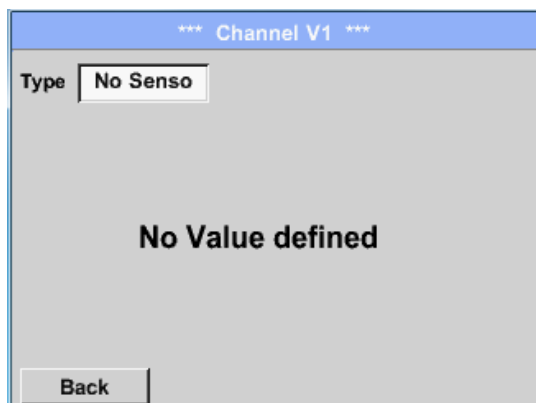 *** Channel V1 ***
Type No Senso
No Value defined
Back